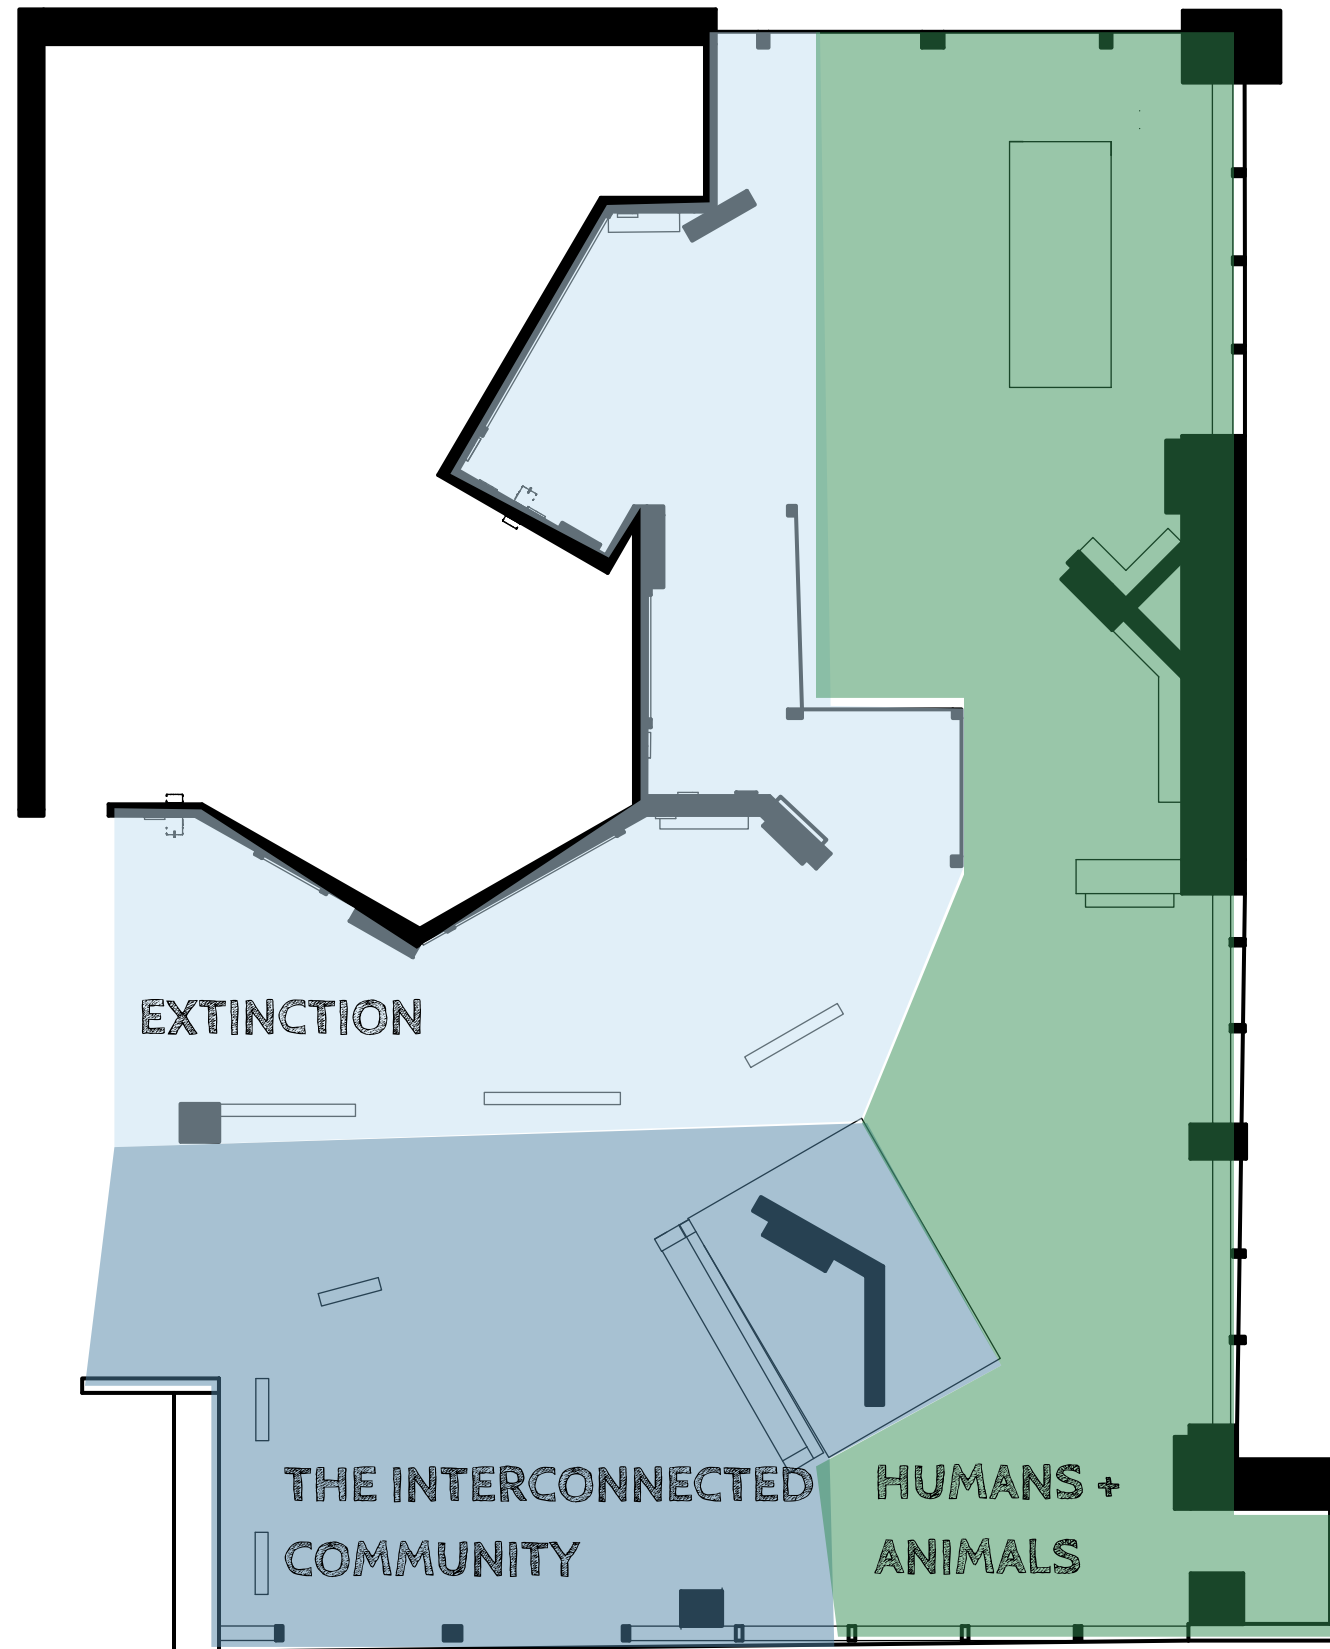 EXTINCTION
THE INTERCONNECTED
COMMUNITY
HUMANS +
ANIMALS